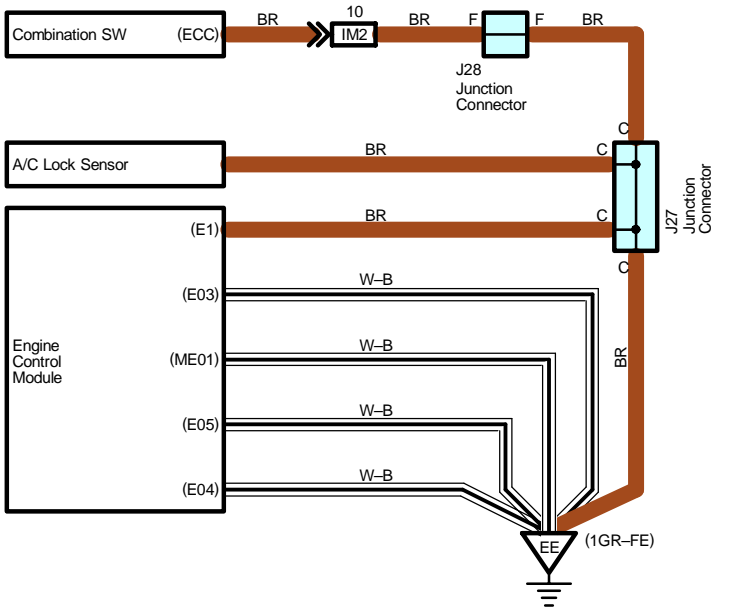 10
BR
BR
F
F
BR
Combination SW
(ECC)
IM2
J28
Junction
Connector
C
A/C Lock Sensor
BR
C
J27
Junction
Connector
(E1)
BR
C
C
(E03)
W–B
BR
Engine
Control
Module
(ME01)
W–B
(E05)
W–B
(E04)
W–B
EE
(1GR–FE)